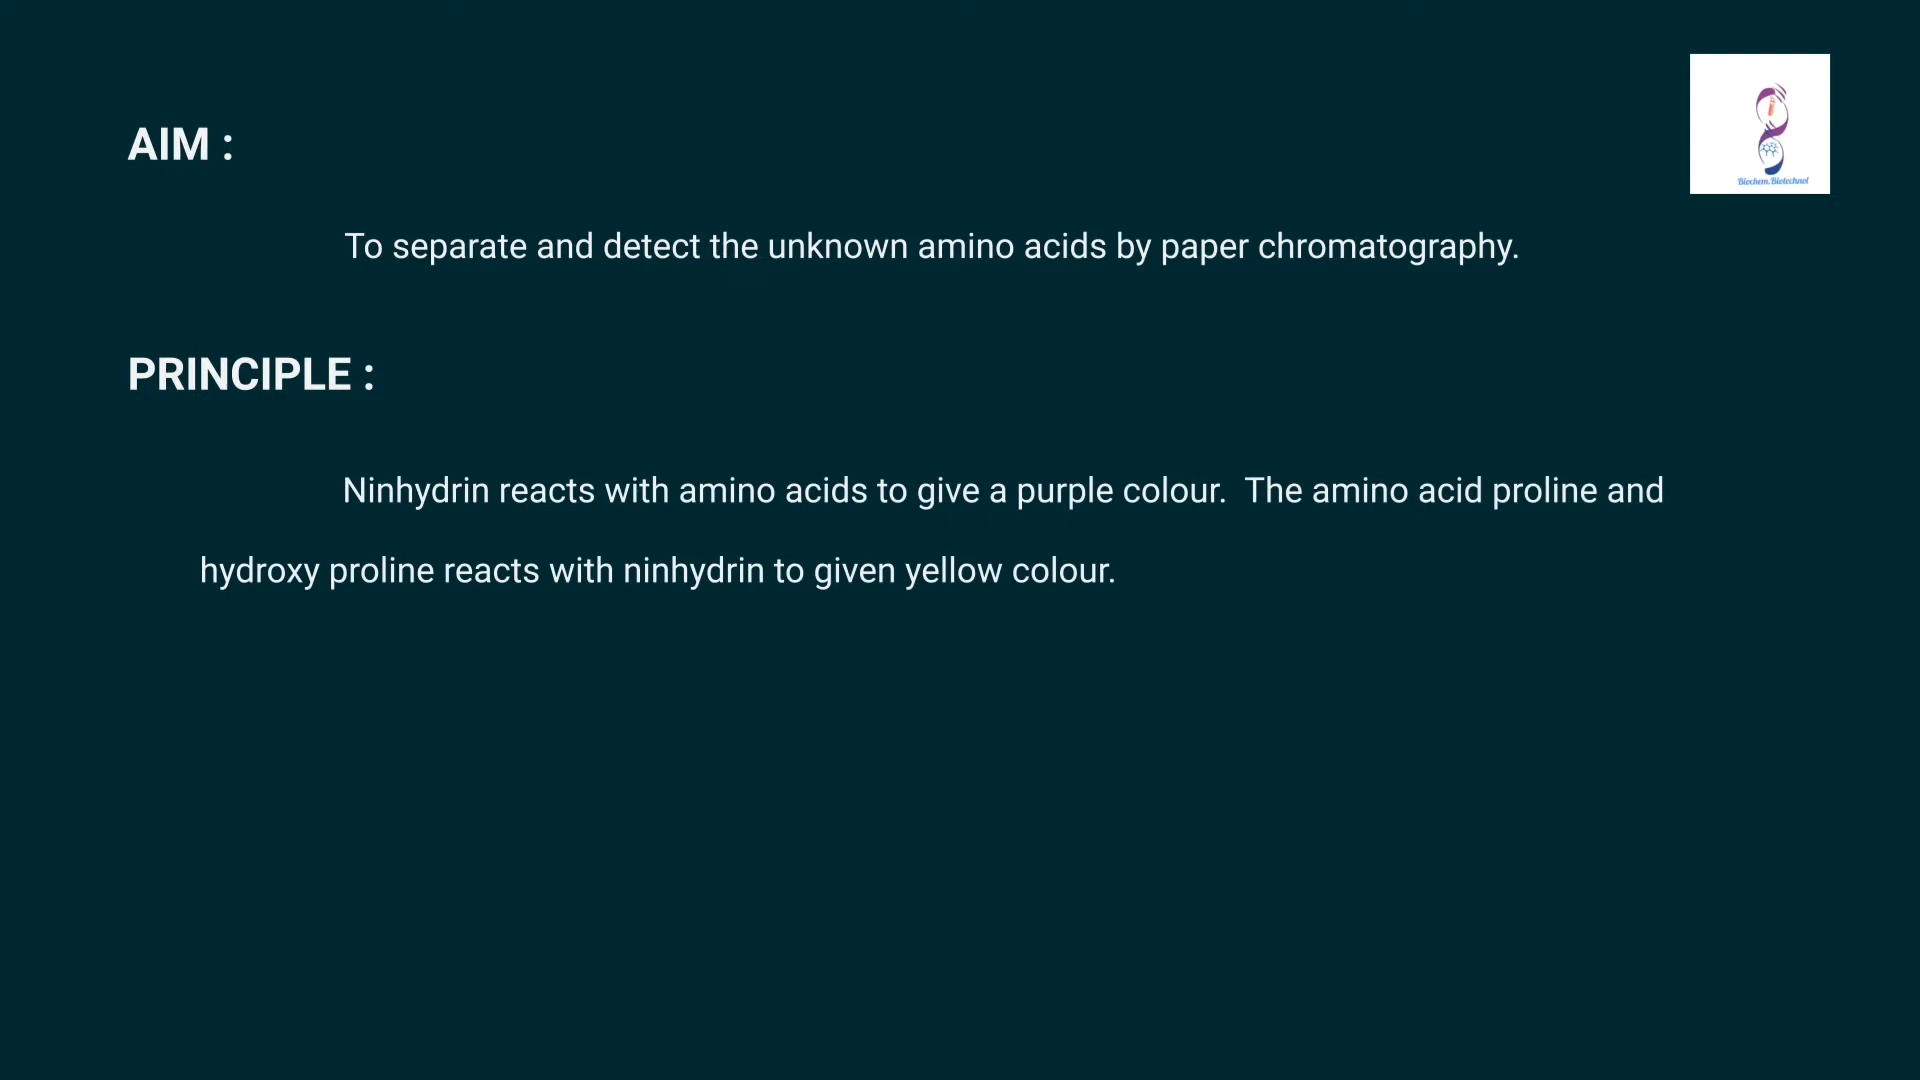 Biochem.Biotechnol
AIM :
To separate and detect the unknown amino acids by paper chromatography.
PRINCIPLE :
Ninhydrin reacts with amino acids to give a purple colour.  The amino acid proline and
hydroxy proline reacts with ninhydrin to given yellow colour.